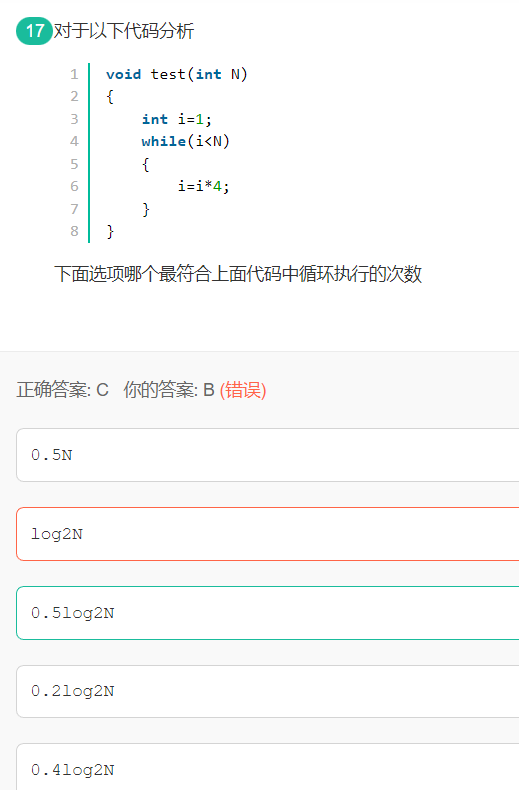 17 对于以下代码分析
1 void test(int N)
2 {
3 int i=1;
4 while(i<N)
5 {
6 i=i*4;
7 }
8 }
下面选项哪个最符合上面代码中循环执行的次数
正确答案: C 你的答案: B (错误)
0.5N
log2N
0.5log2N
0.2log2N
0.4log2N